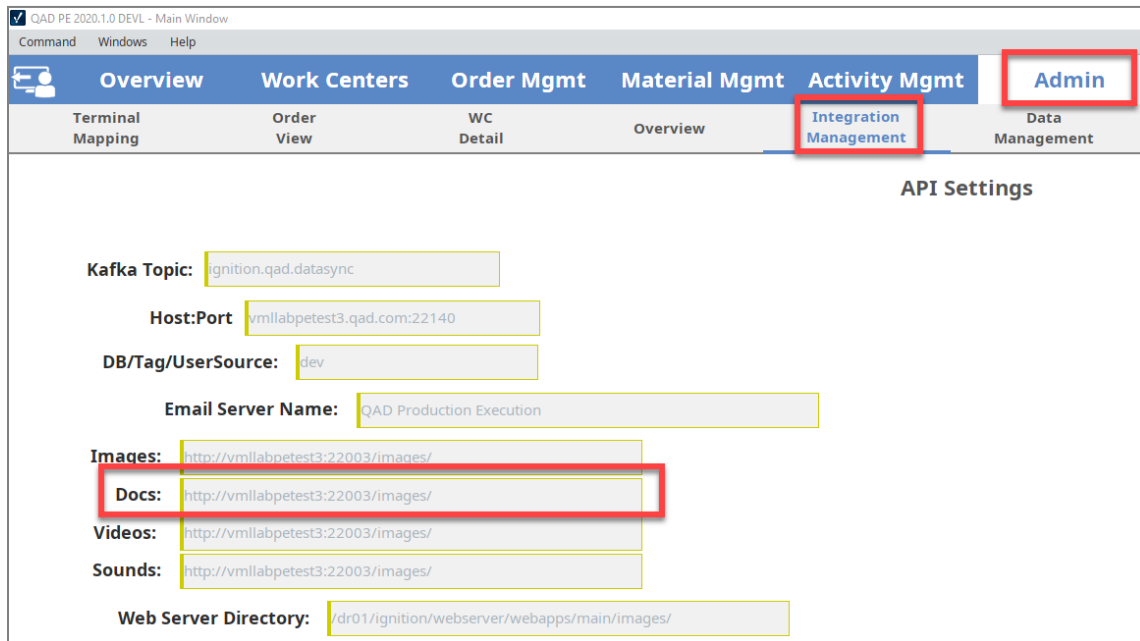 QAD PE 2020.1.0 DEVL - Main Window
Command Windows Help
Overview Work Centers Order Mgmt Material Mgmt Activity Mgmt Admin
Terminal Order WC Overview Integration Data
Mapping View Detail Management Management
API Settings
Kafka Topic: ignition.qad.datasync
Host:Port vmllabpetest3.qad.com:22140
DB/Tag/UserSource: dev
Email Server Name: QAD Production Execution
Images: http://vmllabpetest3:22003/images/
Docs: http://vmllabpetest3:22003/images/
Videos: http://vmllabpetest3:22003/images/
Sounds: http://vmllabpetest3:22003/images/
Web Server Directory: /dr01/ignition/webserver/webapps/main/images/